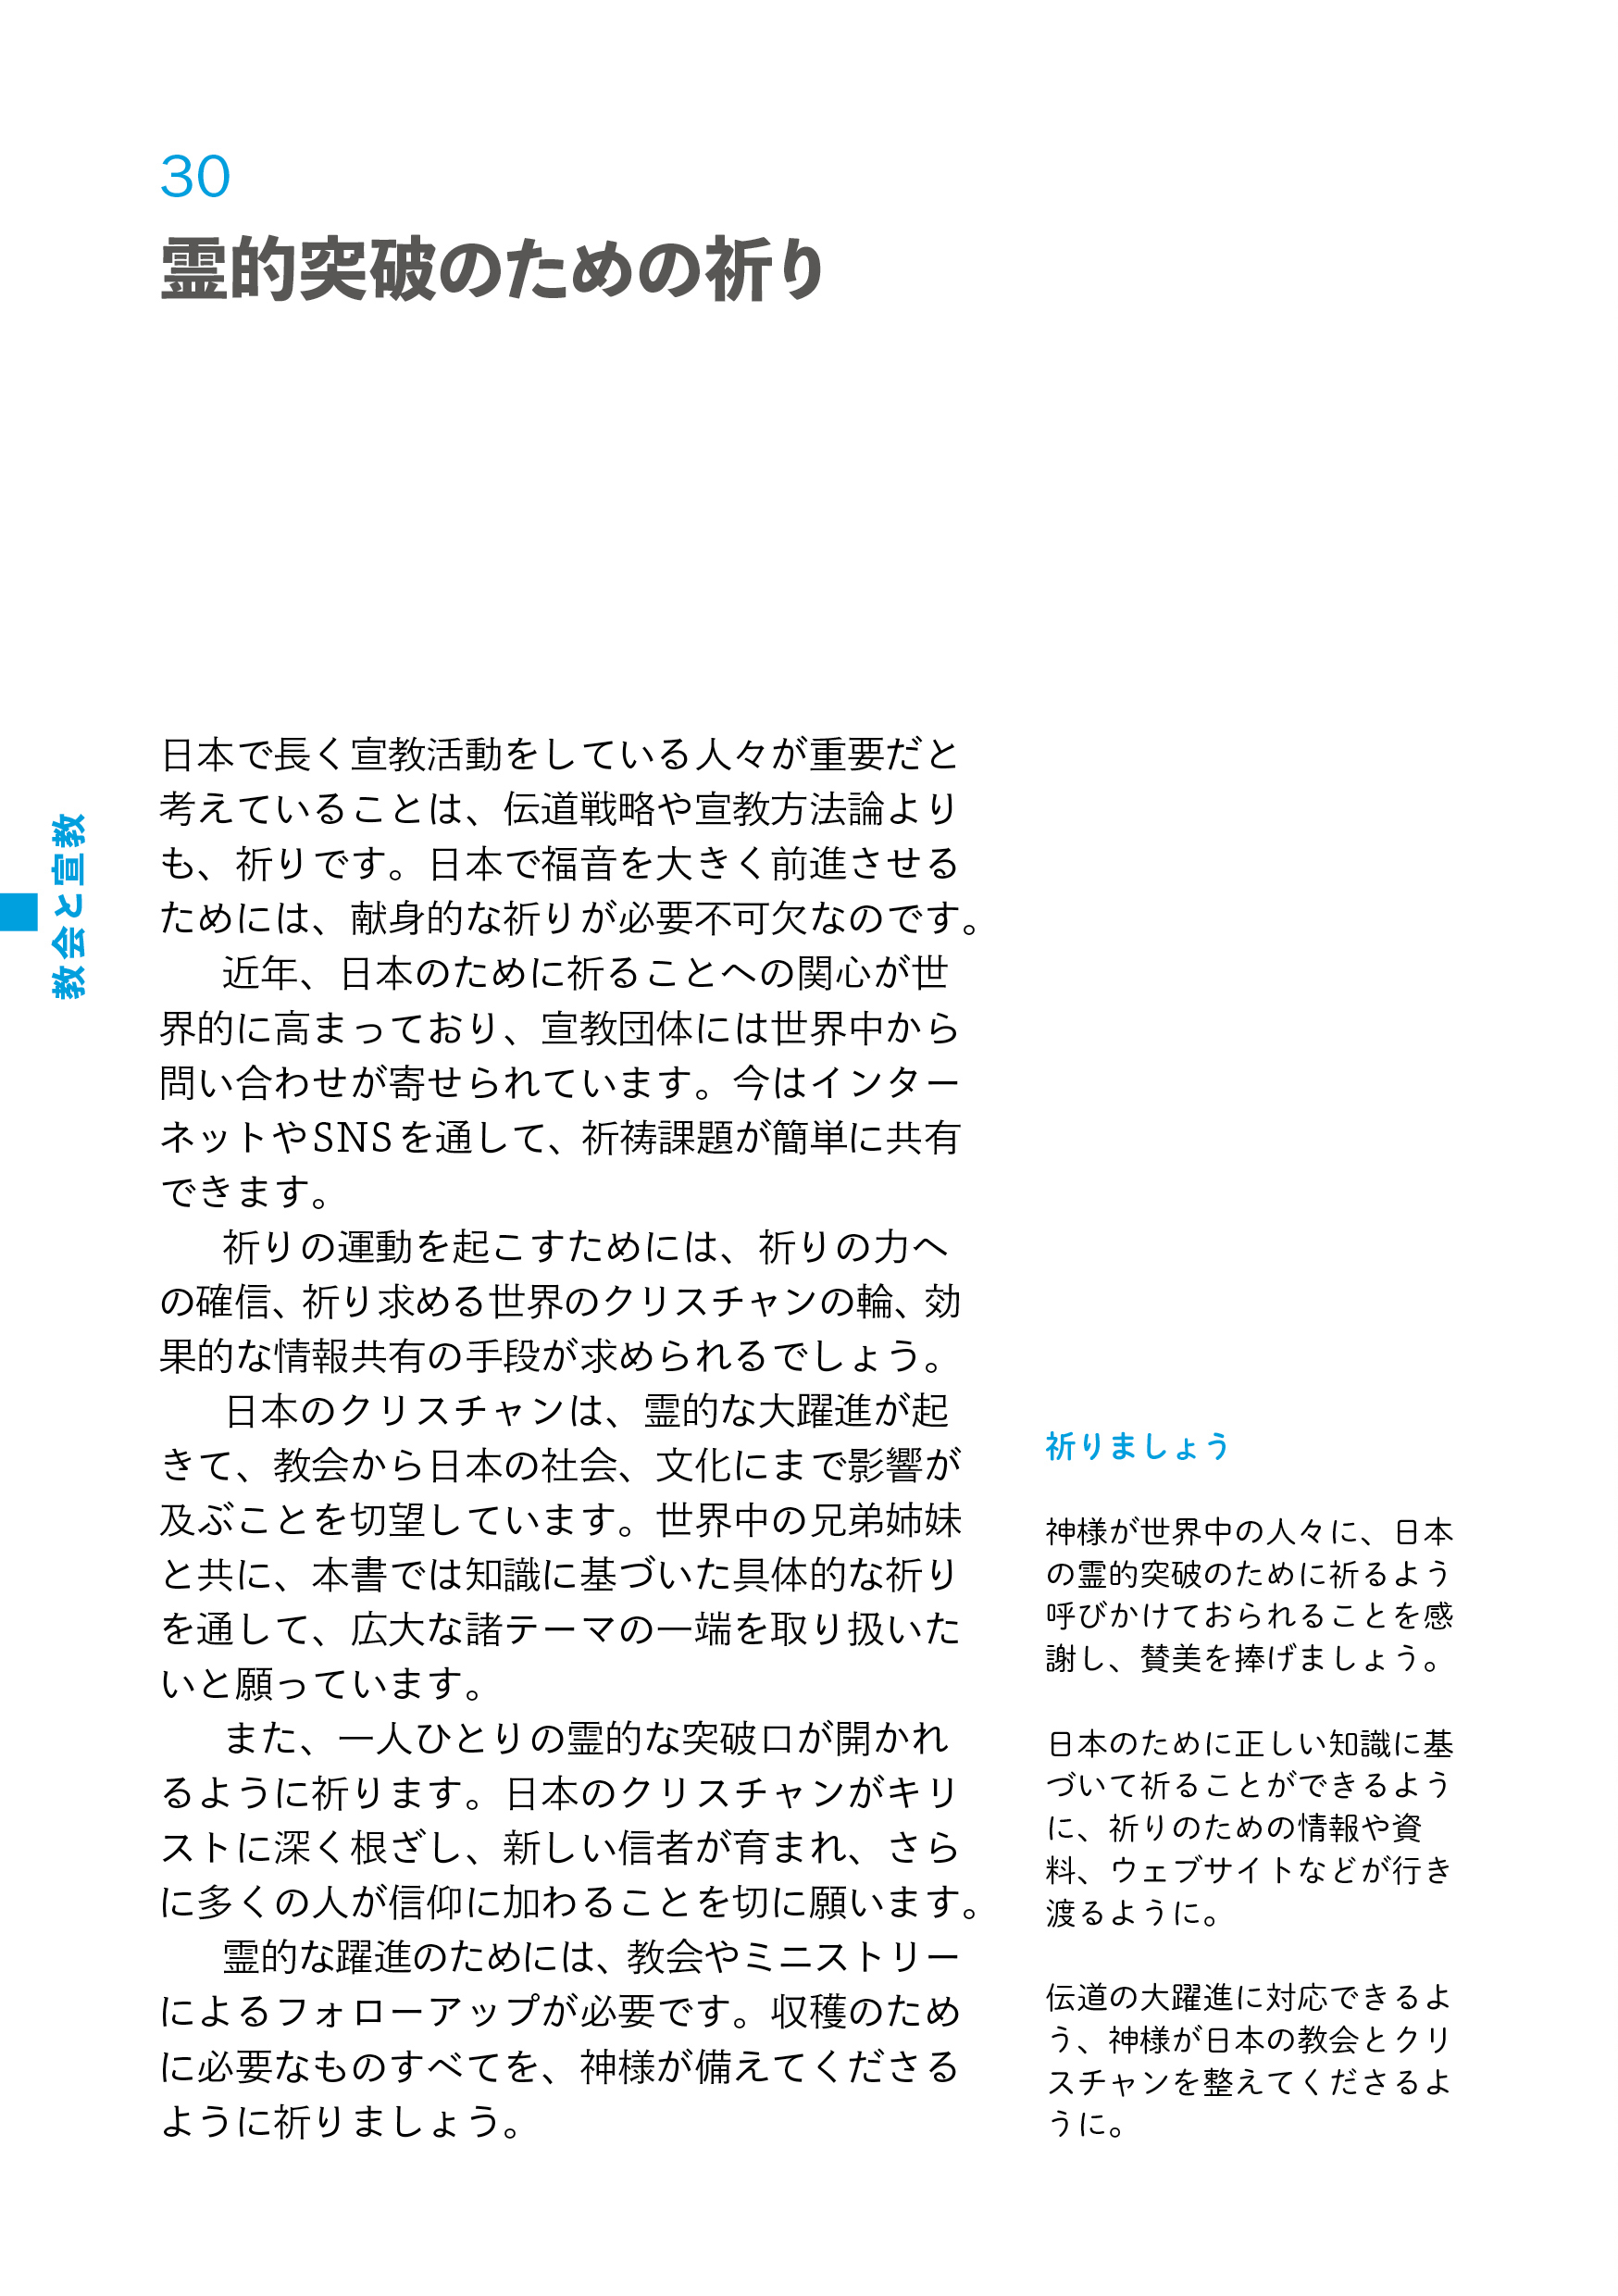 30
霊的突破のための祈り
教会と宣教
日本で長く宣教活動をしている人々が重要だと
考えていることは、伝道戦略や宣教方法論より
も、祈りです。日本で福音を大きく前進させる
ためには、献身的な祈りが必要不可欠なのです。
近年、日本のために祈ることへの関心が世
界的に高まっており、宣教団体には世界中から
問い合わせが寄せられています。今はインター
ネットやSNSを通して、祈祷課題が簡単に共有
できます。
祈りの運動を起こすためには、祈りの力へ
の確信、祈り求める世界のクリスチャンの輪、効
果的な情報共有の手段が求められるでしょう。
日本のクリスチャンは、霊的な大躍進が起
きて、教会から日本の社会、文化にまで影響が
及ぶことを切望しています。世界中の兄弟姉妹
と共に、本書では知識に基づいた具体的な祈り
を通して、広大な諸テーマの一端を取り扱いた
いと願っています。
また、一人ひとりの霊的な突破口が開かれ
るように祈ります。日本のクリスチャンがキリ
ストに深く根ざし、新しい信者が育まれ、さら
に多くの人が信仰に加わることを切に願います。
霊的な躍進のためには、教会やミニストリー
によるフォローアップが必要です。収穫のため
に必要なものすべてを、神様が備えてくださる
ように祈りましょう。
祈りましょう
神様が世界中の人々に、日本
の霊的突破のために祈るよう
呼びかけておられることを感
謝し、賛美を捧げましょう。
日本のために正しい知識に基
づいて祈ることができるよう
に、祈りのための情報や資
料、ウェブサイトなどが行き
渡るように。
伝道の大躍進に対応できるよ
う、神様が日本の教会とクリ
スチャンを整えてくださるよ
うに。